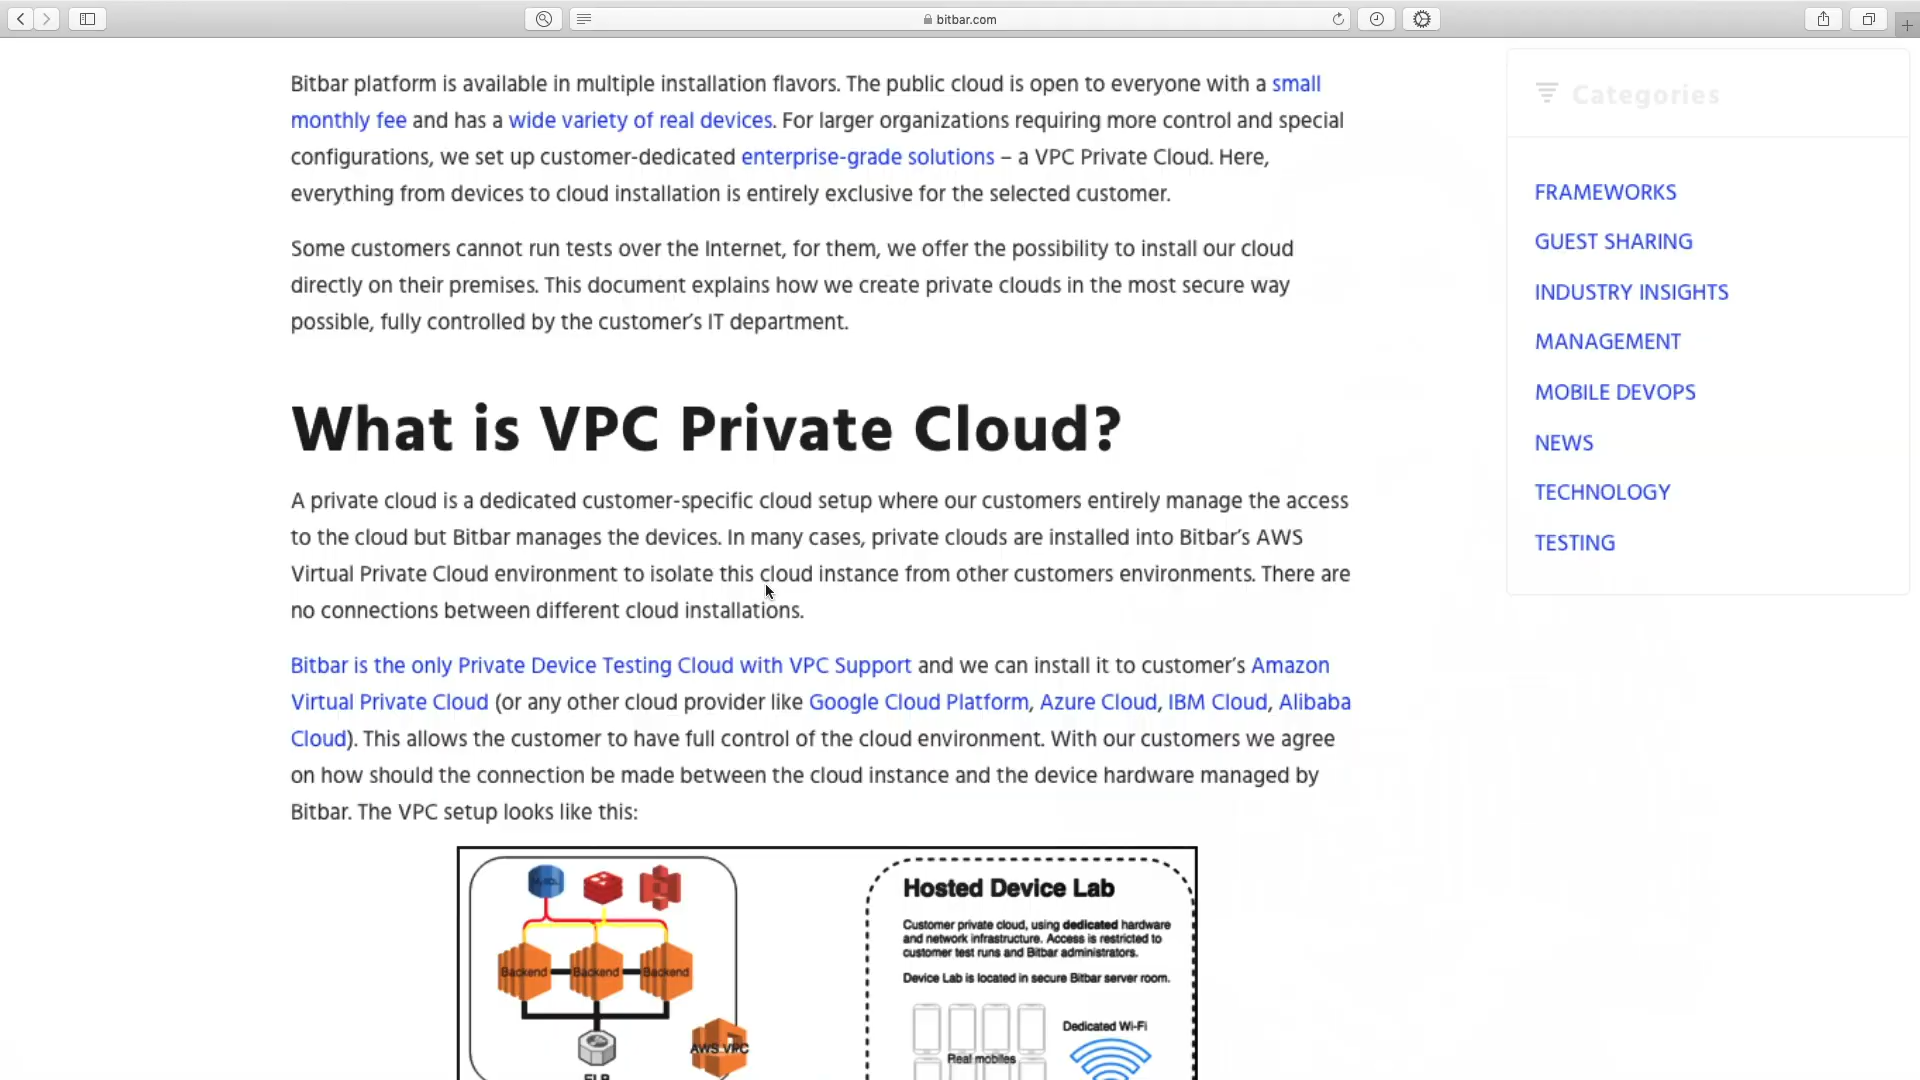 bitbar.com
Bitbar platform is available in multiple installation flavors. The public cloud is open to everyone with a small
monthly fee and has a wide variety of real devices. For larger organizations requiring more control and special
configurations, we set up customer-dedicated enterprise-grade solutions – a VPC Private Cloud. Here,
everything from devices to cloud installation is entirely exclusive for the selected customer.
Some customers cannot run tests over the Internet, for them, we offer the possibility to install our cloud
directly on their premises. This document explains how we create private clouds in the most secure way
possible, fully controlled by the customer’s IT department.
What is VPC Private Cloud?
A private cloud is a dedicated customer-specific cloud setup where our customers entirely manage the access
to the cloud but Bitbar manages the devices. In many cases, private clouds are installed into Bitbar’s AWS
Virtual Private Cloud environment to isolate this cloud instance from other customers environments. There are
no connections between different cloud installations.
Bitbar is the only Private Device Testing Cloud with VPC Support and we can install it to customer’s Amazon
Virtual Private Cloud (or any other cloud provider like Google Cloud Platform, Azure Cloud, IBM Cloud, Alibaba
Cloud). This allows the customer to have full control of the cloud environment. With our customers we agree
on how should the connection be made between the cloud instance and the device hardware managed by
Bitbar. The VPC setup looks like this:
MySQL
Backend Backend Backend
AWS VPC
ELB
Hosted Device Lab
Customer private cloud, using dedicated hardware
and network infrastructure. Access is restricted to
customer test runs and Bitbar administrators.
Device Lab is located in secure Bitbar server room.
Dedicated Wi-Fi
Real mobiles
Categories
FRAMEWORKS
GUEST SHARING
INDUSTRY INSIGHTS
MANAGEMENT
MOBILE DEVOPS
NEWS
TECHNOLOGY
TESTING